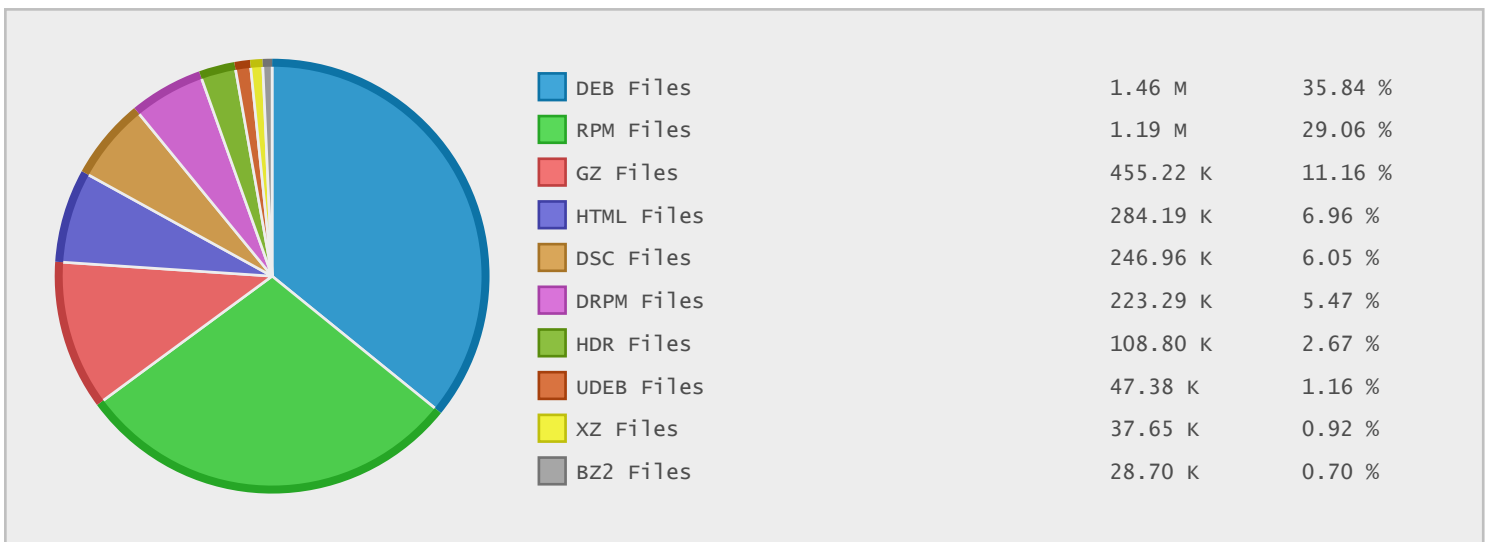 DEB Files 1.46 M 35.84 %
RPM Files 1.19 M 29.06 %
GZ Files 455.22 K 11.16 %
HTML Files 284.19 K 6.96 %
DSC Files 246.96 K 6.05 %
DRPM Files 223.29 K 5.47 %
HDR Files 108.80 K 2.67 %
UDEB Files 47.38 K 1.16 %
XZ Files 37.65 K 0.92 %
BZ2 Files 28.70 K 0.70 %